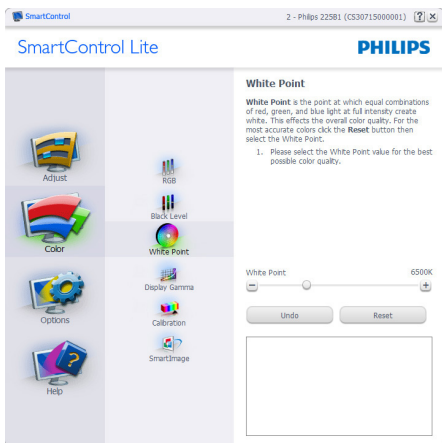 SmartControl
2 - Philips 225B1 (CS30715000001)
SmartControl Lite
PHILIPS
Adjust
Color
Options
Help
RGB
Black Level
White Point
Display Gamma
Calibration
SmartImage
White Point
White Point is the point at which equal combinations
of red, green, and blue light at full intensity create
white. This effects the overall color quality. For the
most accurate colors click the Reset button then
select the White Point.
1. Please select the White Point value for the best
possible color quality.
White Point
6500K
Undo
Reset